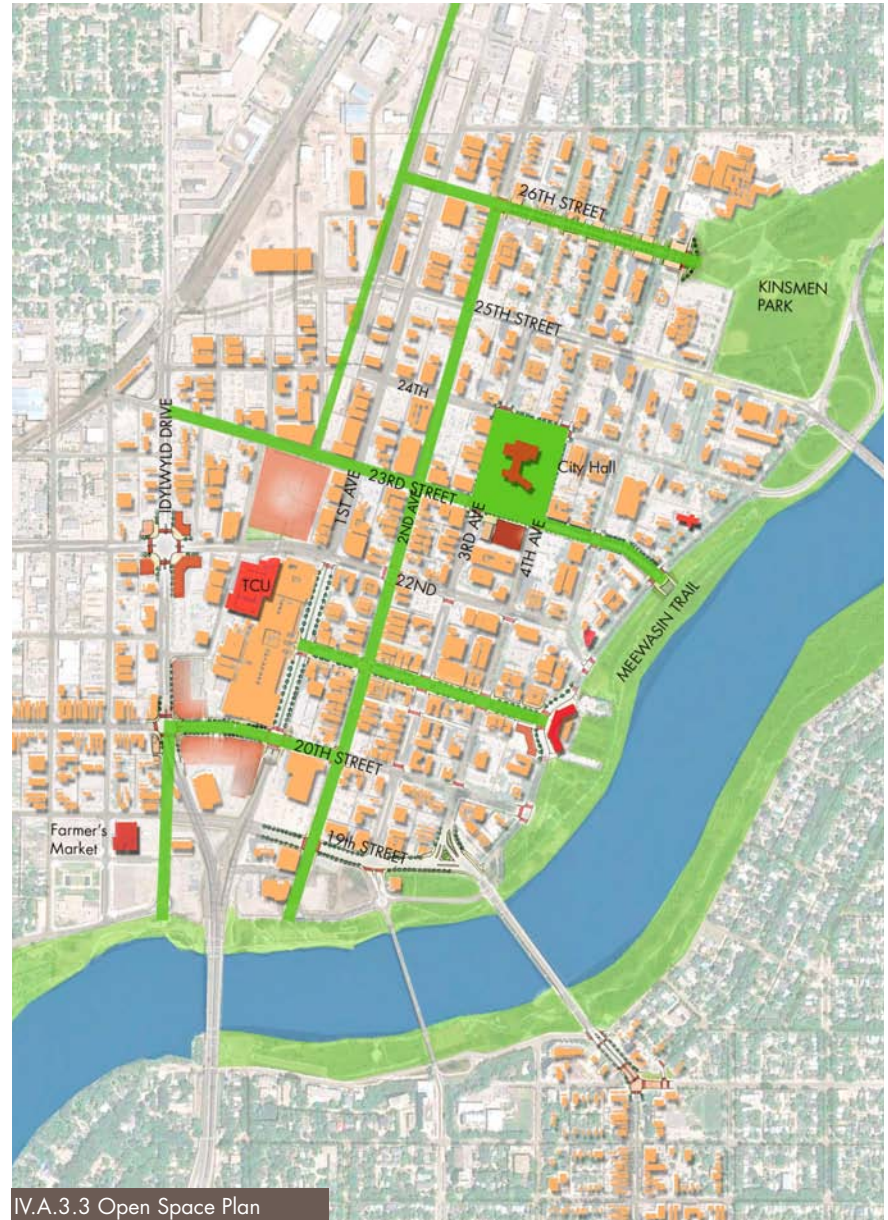 26TH STREET
KINSMEN
PARK
25TH STREET
24TH
IDYLWYLD DRIVE
City Hall
1ST AVE
23RD STREET
2ND AVE
3RD AVE
4TH AVE
TCU
22ND
MEEWASIN TRAIL
20TH STREET
Farmer's
Market
19th STREET
IV.A.3.3 Open Space Plan